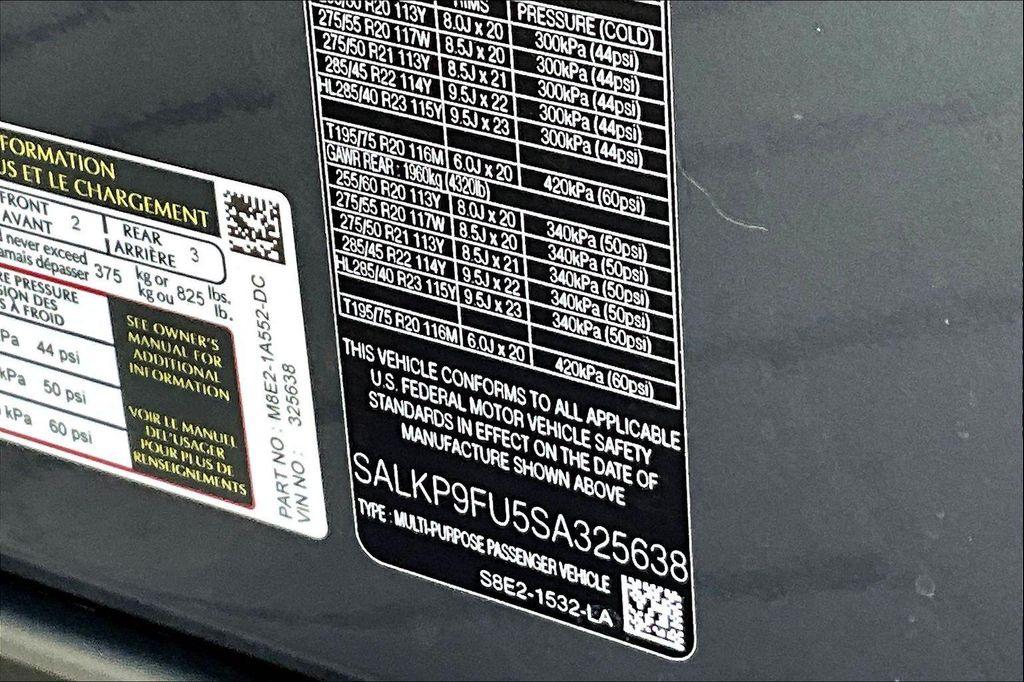 FORMATION
US ET LE CHARGEMENT
FRONT
AVANT 2 REAR
ARRIÈRE 3
never exceed
amais dépasser 375 kg or
kg ou 825 lbs.
lb.
RE PRESSURE
SION DES
S À FROID
Pa 44 psi
kPa 50 psi
kPa 60 psi
SEE OWNER'S
MANUAL FOR
ADDITIONAL
INFORMATION
VOIR LE MANUEL
DE L'USAGER
POUR PLUS DE
RENSEIGNEMENTS
PART NO : M8E2-1A552-DC
VIN NO : 325638
RIMS PRESSURE (COLD)
R20 113Y 8.0J x 20 300kPa (44psi)
275/55 R20 117W 8.5J x 20 300kPa (44psi)
275/50 R21 113Y 8.5J x 21 300kPa (44psi)
285/45 R22 114Y 9.5J x 22 300kPa (44psi)
HL285/40 R23 115Y 9.5J x 23 300kPa (44psi)
T195/75 R20 116M 6.0J x 20 420kPa (60psi)
GAWR REAR : 1960kg (4320lb)
255/60 R20 113Y 8.0J x 20 340kPa (50psi)
275/55 R20 117W 8.5J x 20 340kPa (50psi)
275/50 R21 113Y 8.5J x 21 340kPa (50psi)
285/45 R22 114Y 9.5J x 22 340kPa (50psi)
HL285/40 R23 115Y 9.5J x 23 340kPa (50psi)
T195/75 R20 116M 6.0J x 20 420kPa (60psi)
THIS VEHICLE CONFORMS TO ALL APPLICABLE
U.S. FEDERAL MOTOR VEHICLE SAFETY
STANDARDS IN EFFECT ON THE DATE OF
MANUFACTURE SHOWN ABOVE
SALKP9FU5SA325638
TYPE : MULTI-PURPOSE PASSENGER VEHICLE
S8E2-1532-LA